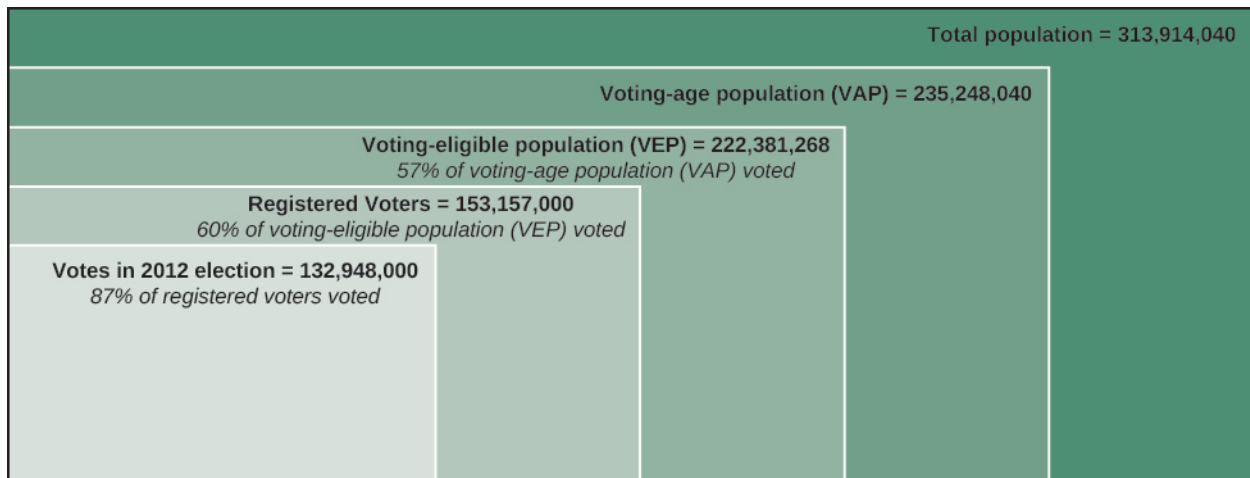 Total population = 313,914,040
Voting-age population (VAP) = 235,248,040
Voting-eligible population (VEP) = 222,381,268
57% of voting-age population (VAP) voted
Registered Voters = 153,157,000
60% of voting-eligible population (VEP) voted
Votes in 2012 election = 132,948,000
87% of registered voters voted